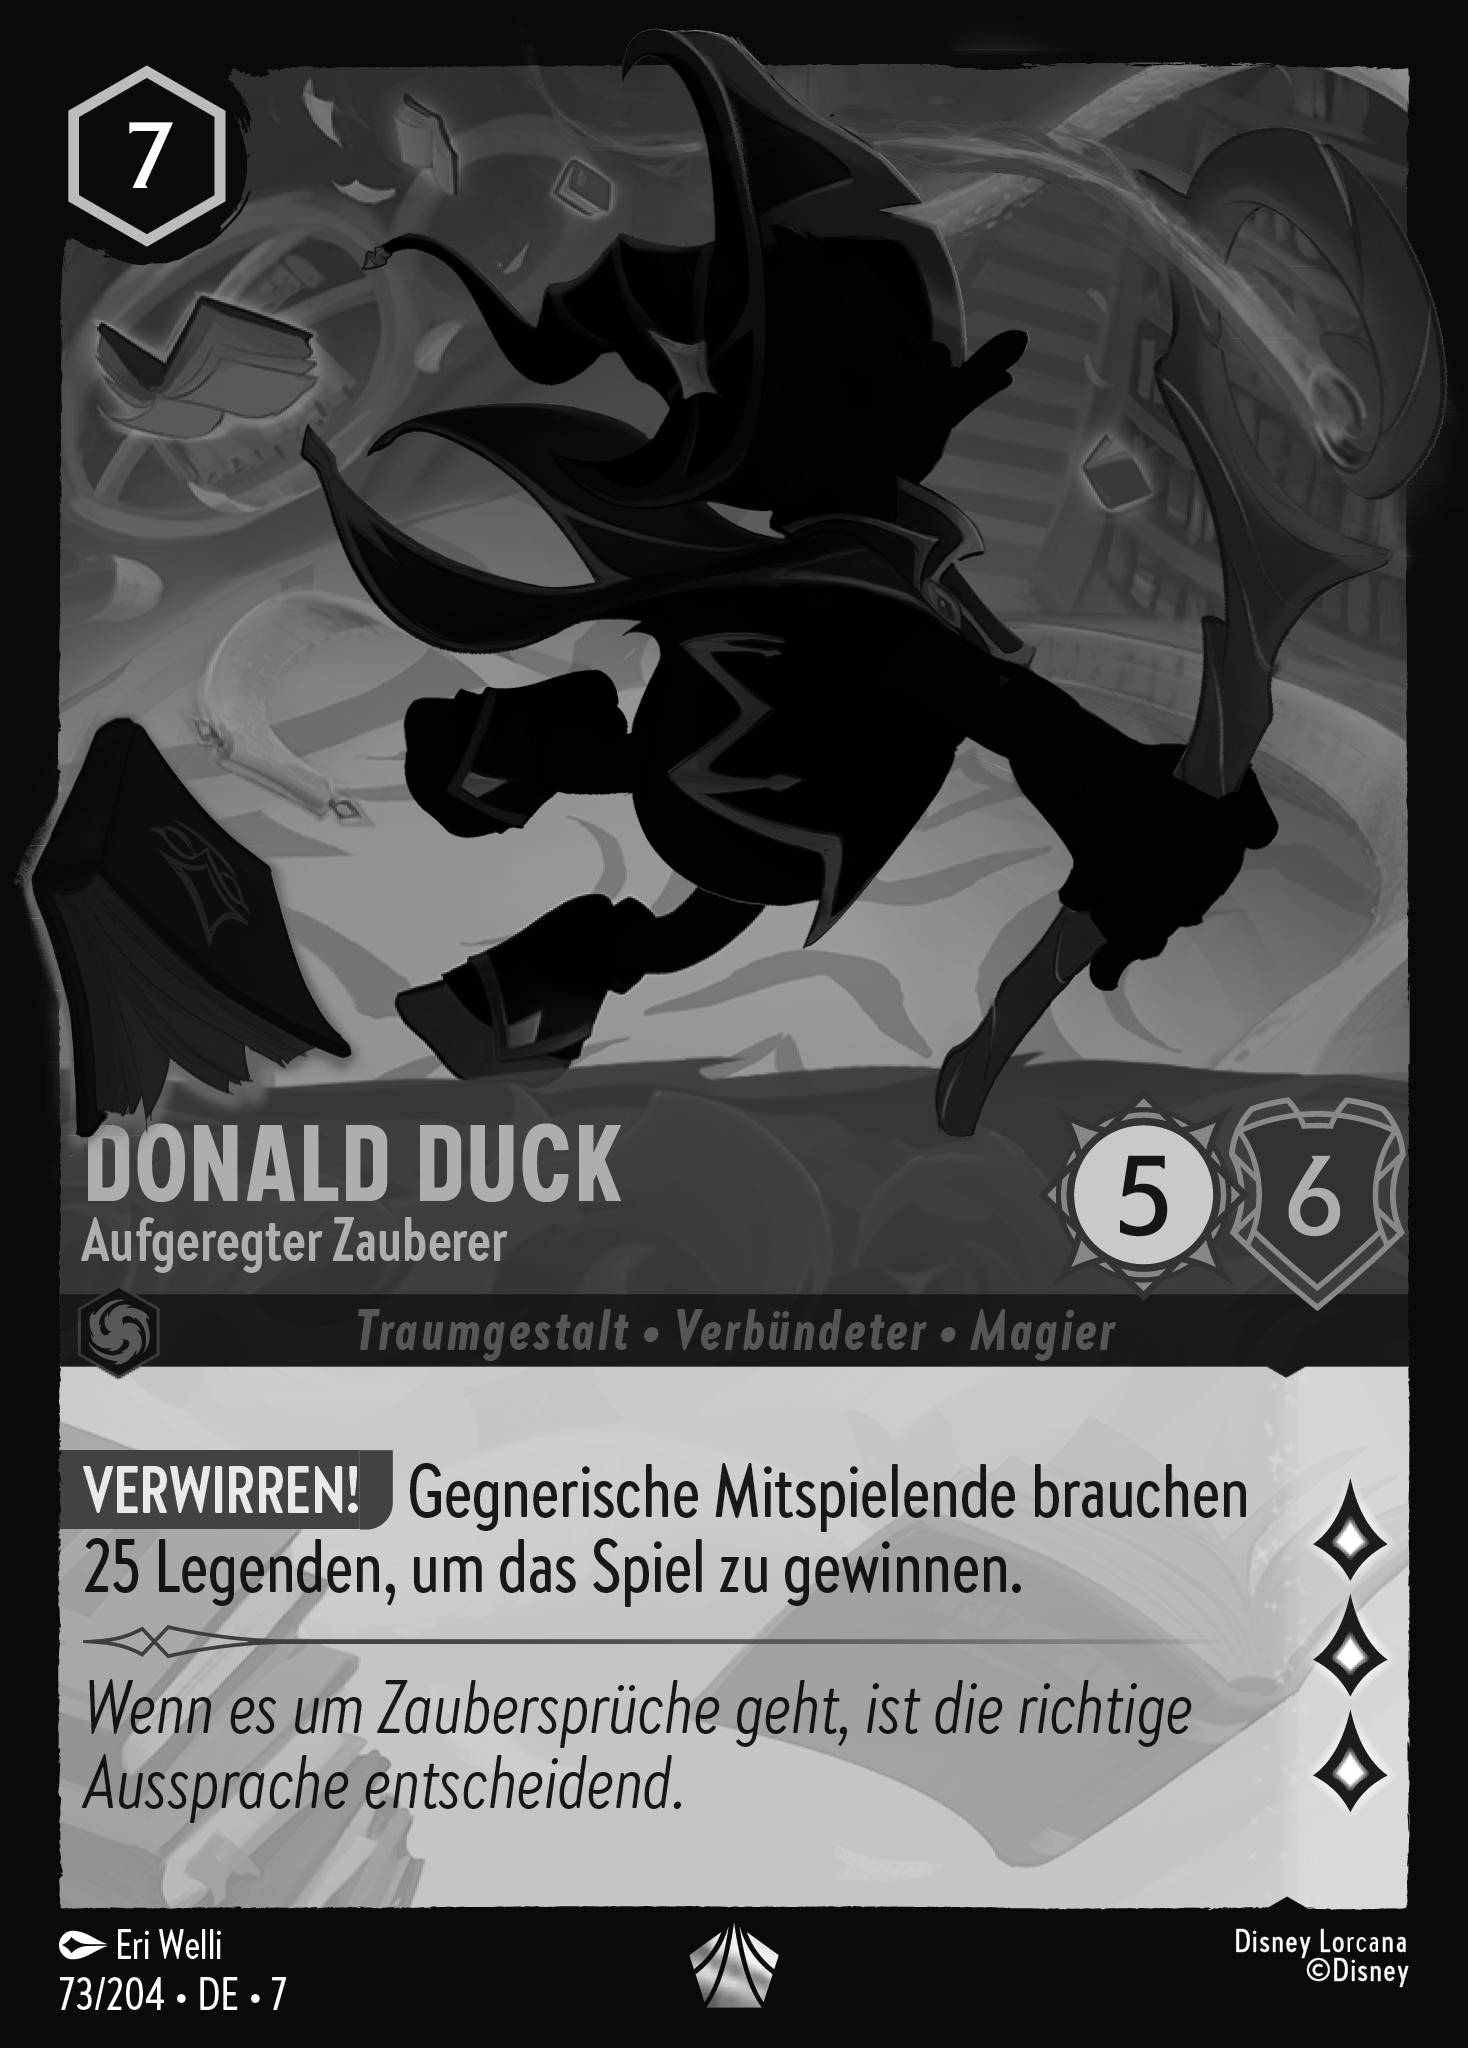 7
DONALD DUCK
Aufgeregter Zauberer
5 6
Traumgestalt • Verbündeter • Magier
VERWIRREN! Gegnerische Mitspielende brauchen
25 Legenden, um das Spiel zu gewinnen.
Wenn es um Zaubersprüche geht, ist die richtige
Aussprache entscheidend.
Eri Welli
73/204 • DE • 7
Disney Lorcana
©Disney